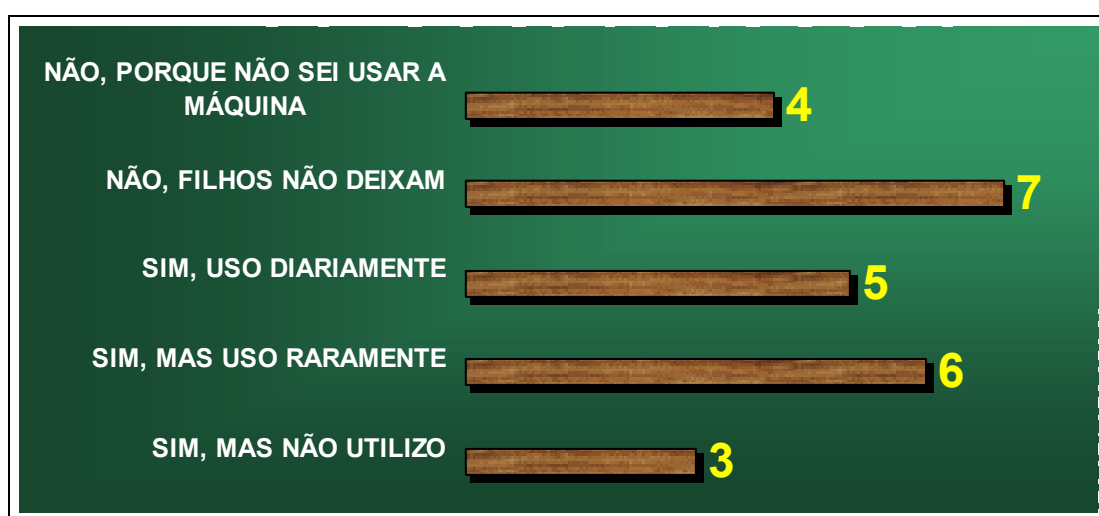 NÃO, PORQUE NÃO SEI USAR A
MÁQUINA
4
NÃO, FILHOS NÃO DEIXAM
7
SIM, USO DIARIAMENTE
5
SIM, MAS USO RARAMENTE
6
SIM, MAS NÃO UTILIZO
3